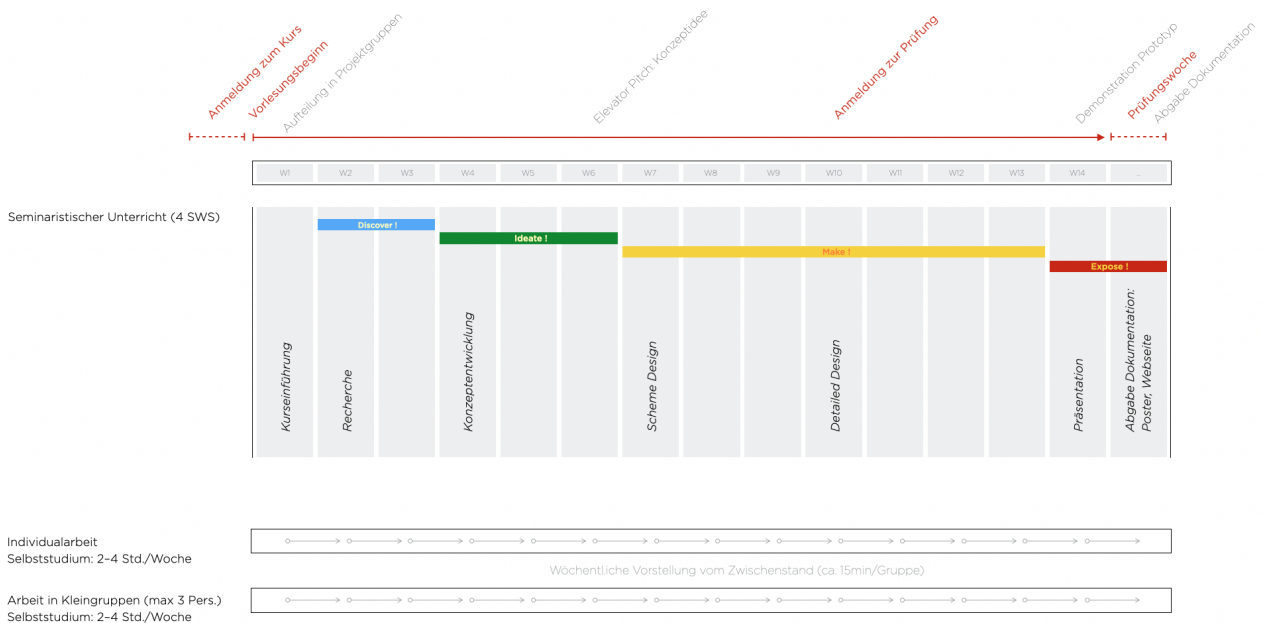 Anmeldung zum Kurs
Vorlesungsbeginn
Aufteilung in Projektgruppen
Elevator Pitch: Konzeptidee
Anmeldung zur Prüfung
Demonstration Prototyp
Prüfungswoche
Abgabe Dokumentation
W1 W2 W3 W4 W5 W6 W7 W8 W9 W10 W11 W12 W13 W14 ..
Seminaristischer Unterricht (4 SWS)
Discover !
Ideate !
Make !
Expose !
Kurseinführung
Recherche
Konzeptentwicklung
Scheme Design
Detailed Design
Präsentation
Abgabe Dokumentation:
Poster, Webseite
Individualarbeit
Selbststudium: 2–4 Std./Woche
Wöchentliche Vorstellung vom Zwischenstand (ca. 15min/Gruppe)
Arbeit in Kleingruppen (max 3 Pers.)
Selbststudium: 2–4 Std./Woche